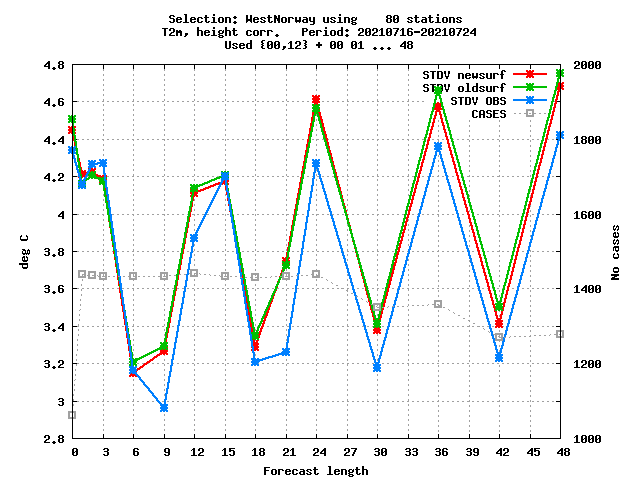 Selection: WestNorway using    80 stations
T2m, height corr.   Period: 20210716-20210724
Used {00,12} + 00 01 ... 48
STDV newsurf
STDV oldsurf
STDV OBS
CASES
4.8
4.6
4.4
4.2
4
3.8
3.6
3.4
3.2
3
2.8
deg C
2000
1800
1600
1400
1200
1000
No cases
0 3 6 9 12 15 18 21 24 27 30 33 36 39 42 45 48
Forecast length